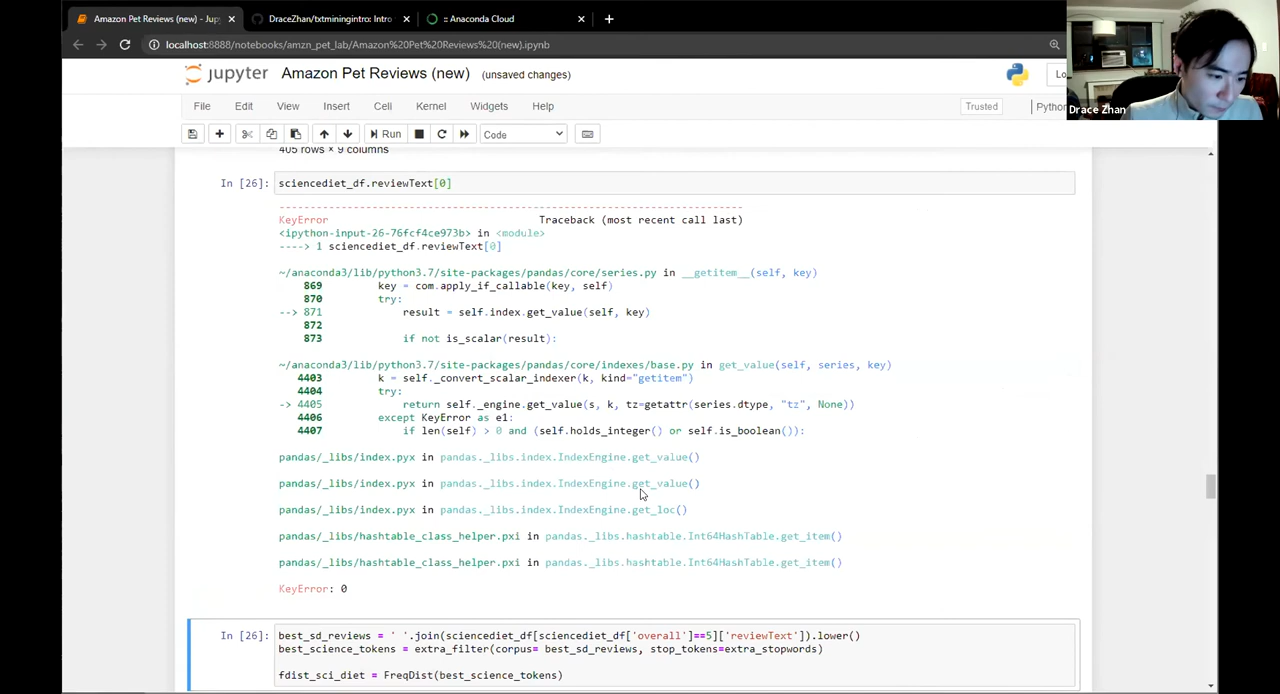 Amazon Pet Reviews (new) - Jup
DraceZhan/txtminingintro: Intro
:: Anaconda Cloud
localhost:8888/notebooks/amzn_pet_lab/Amazon%20Pet%20Reviews%20(new).ipynb
jupyter Amazon Pet Reviews (new) (unsaved changes)
Lo
Drace Zhan
File Edit View Insert Cell Kernel Widgets Help
Trusted
Python
Run
Code
405 rows × 9 columns
In [26]: sciencediet_df.reviewText[0]
---------------------------------------------------------------------------
KeyError Traceback (most recent call last)
<ipython-input-26-76fcf4ce973b> in <module>
----> 1 sciencediet_df.reviewText[0]
~/anaconda3/lib/python3.7/site-packages/pandas/core/series.py in __getitem__(self, key)
869 key = com.apply_if_callable(key, self)
870 try:
--> 871 result = self.index.get_value(self, key)
872
873 if not is_scalar(result):
~/anaconda3/lib/python3.7/site-packages/pandas/core/indexes/base.py in get_value(self, series, key)
4403 k = self._convert_scalar_indexer(k, kind="getitem")
4404 try:
-> 4405 return self._engine.get_value(s, k, tz=getattr(series.dtype, "tz", None))
4406 except KeyError as e1:
4407 if len(self) > 0 and (self.holds_integer() or self.is_boolean()):
pandas/_libs/index.pyx in pandas._libs.index.IndexEngine.get_value()
pandas/_libs/index.pyx in pandas._libs.index.IndexEngine.get_value()
pandas/_libs/index.pyx in pandas._libs.index.IndexEngine.get_loc()
pandas/_libs/hashtable_class_helper.pxi in pandas._libs.hashtable.Int64HashTable.get_item()
pandas/_libs/hashtable_class_helper.pxi in pandas._libs.hashtable.Int64HashTable.get_item()
KeyError: 0
In [26]: best_sd_reviews = ' '.join(sciencediet_df[sciencediet_df['overall']==5]['reviewText']).lower()
best_science_tokens = extra_filter(corpus= best_sd_reviews, stop_tokens=extra_stopwords)
fdist_sci_diet = FreqDist(best_science_tokens)